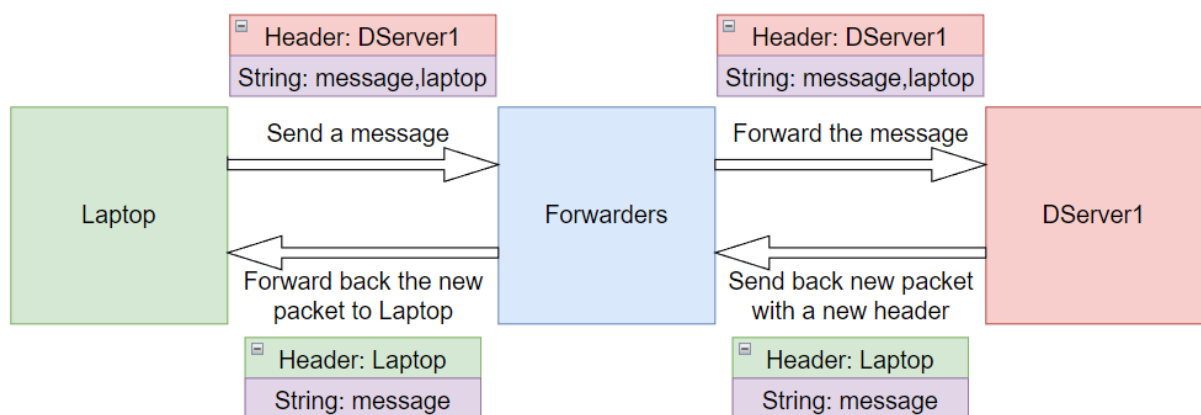 Header: DServer1
String: message,laptop
Header: DServer1
String: message,laptop
Send a message
Forward the message
Laptop
Forwarders
DServer1
Forward back the new
packet to Laptop
Send back new packet
with a new header
Header: Laptop
String: message
Header: Laptop
String: message